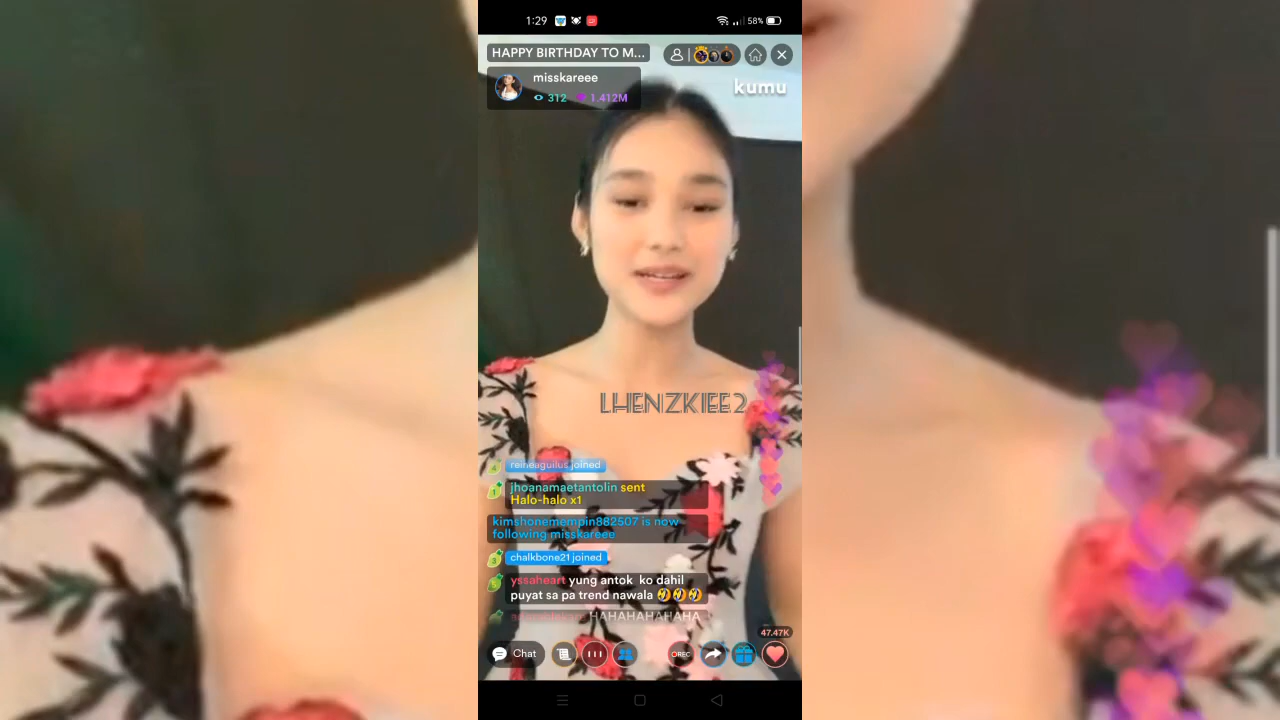 1:29
58%
HAPPY BIRTHDAY TO M...
misskareee
312 1.412M
kumu
LHENZKIEE2
reineaguilus joined
jhoanamaetantolin sent
Halo-halo x1
kimshonemempin882507 is now
following misskareee
chalkbone21 joined
yssaheart yung antok ko dahil
puyat sa pa trend nawala 🤣🤣🤣
HAHAHAHAHAHA
47.47K
Chat
REC